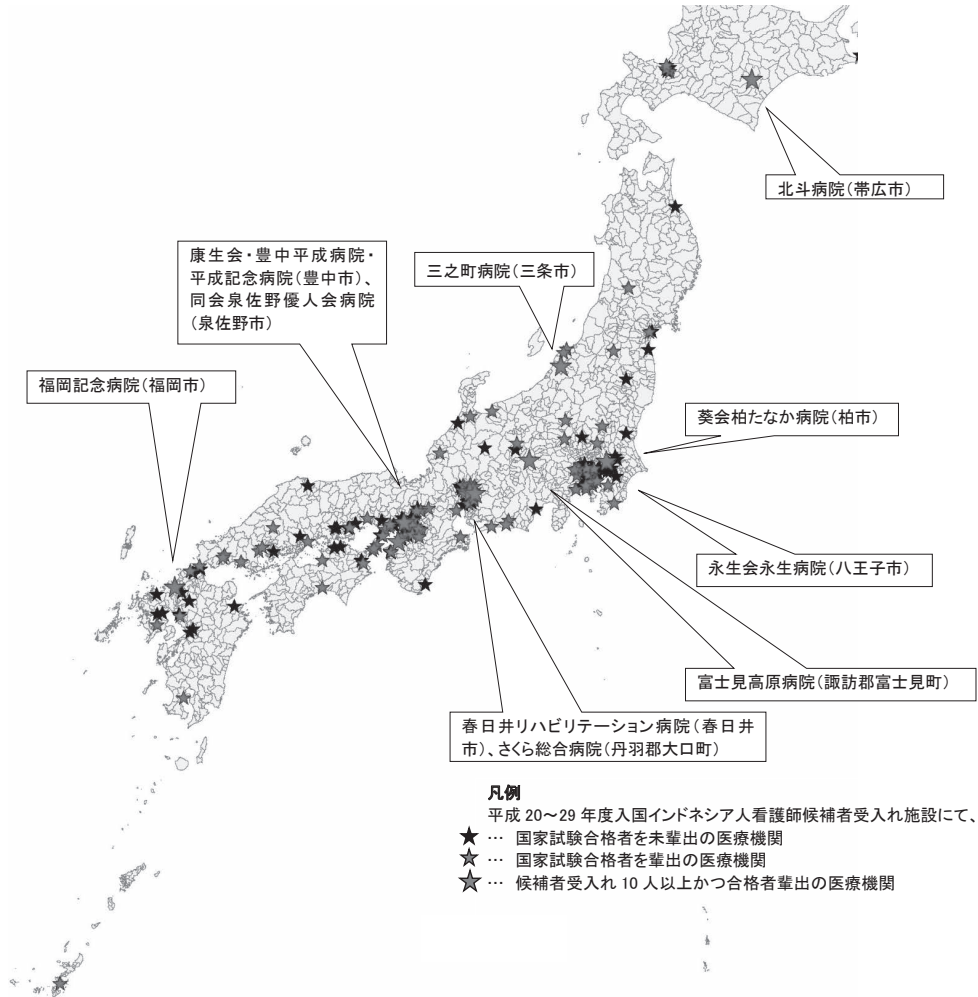 北斗病院(帯広市)
康生会・豊中平成病院・
平成記念病院(豊中市)、
同会泉佐野優人会病院
(泉佐野市)
三之町病院(三条市)
福岡記念病院(福岡市)
葵会柏たなか病院(柏市)
永生会永生病院(八王子市)
富士見高原病院(諏訪郡富士見町)
春日井リハビリテーション病院(春日井
市)、さくら総合病院(丹羽郡大口町)
凡例
平成 20～29 年度入国インドネシア人看護師候補者受入れ施設にて、
★ … 国家試験合格者を未輩出の医療機関
★ … 国家試験合格者を輩出の医療機関
★ … 候補者受入れ 10 人以上かつ合格者輩出の医療機関